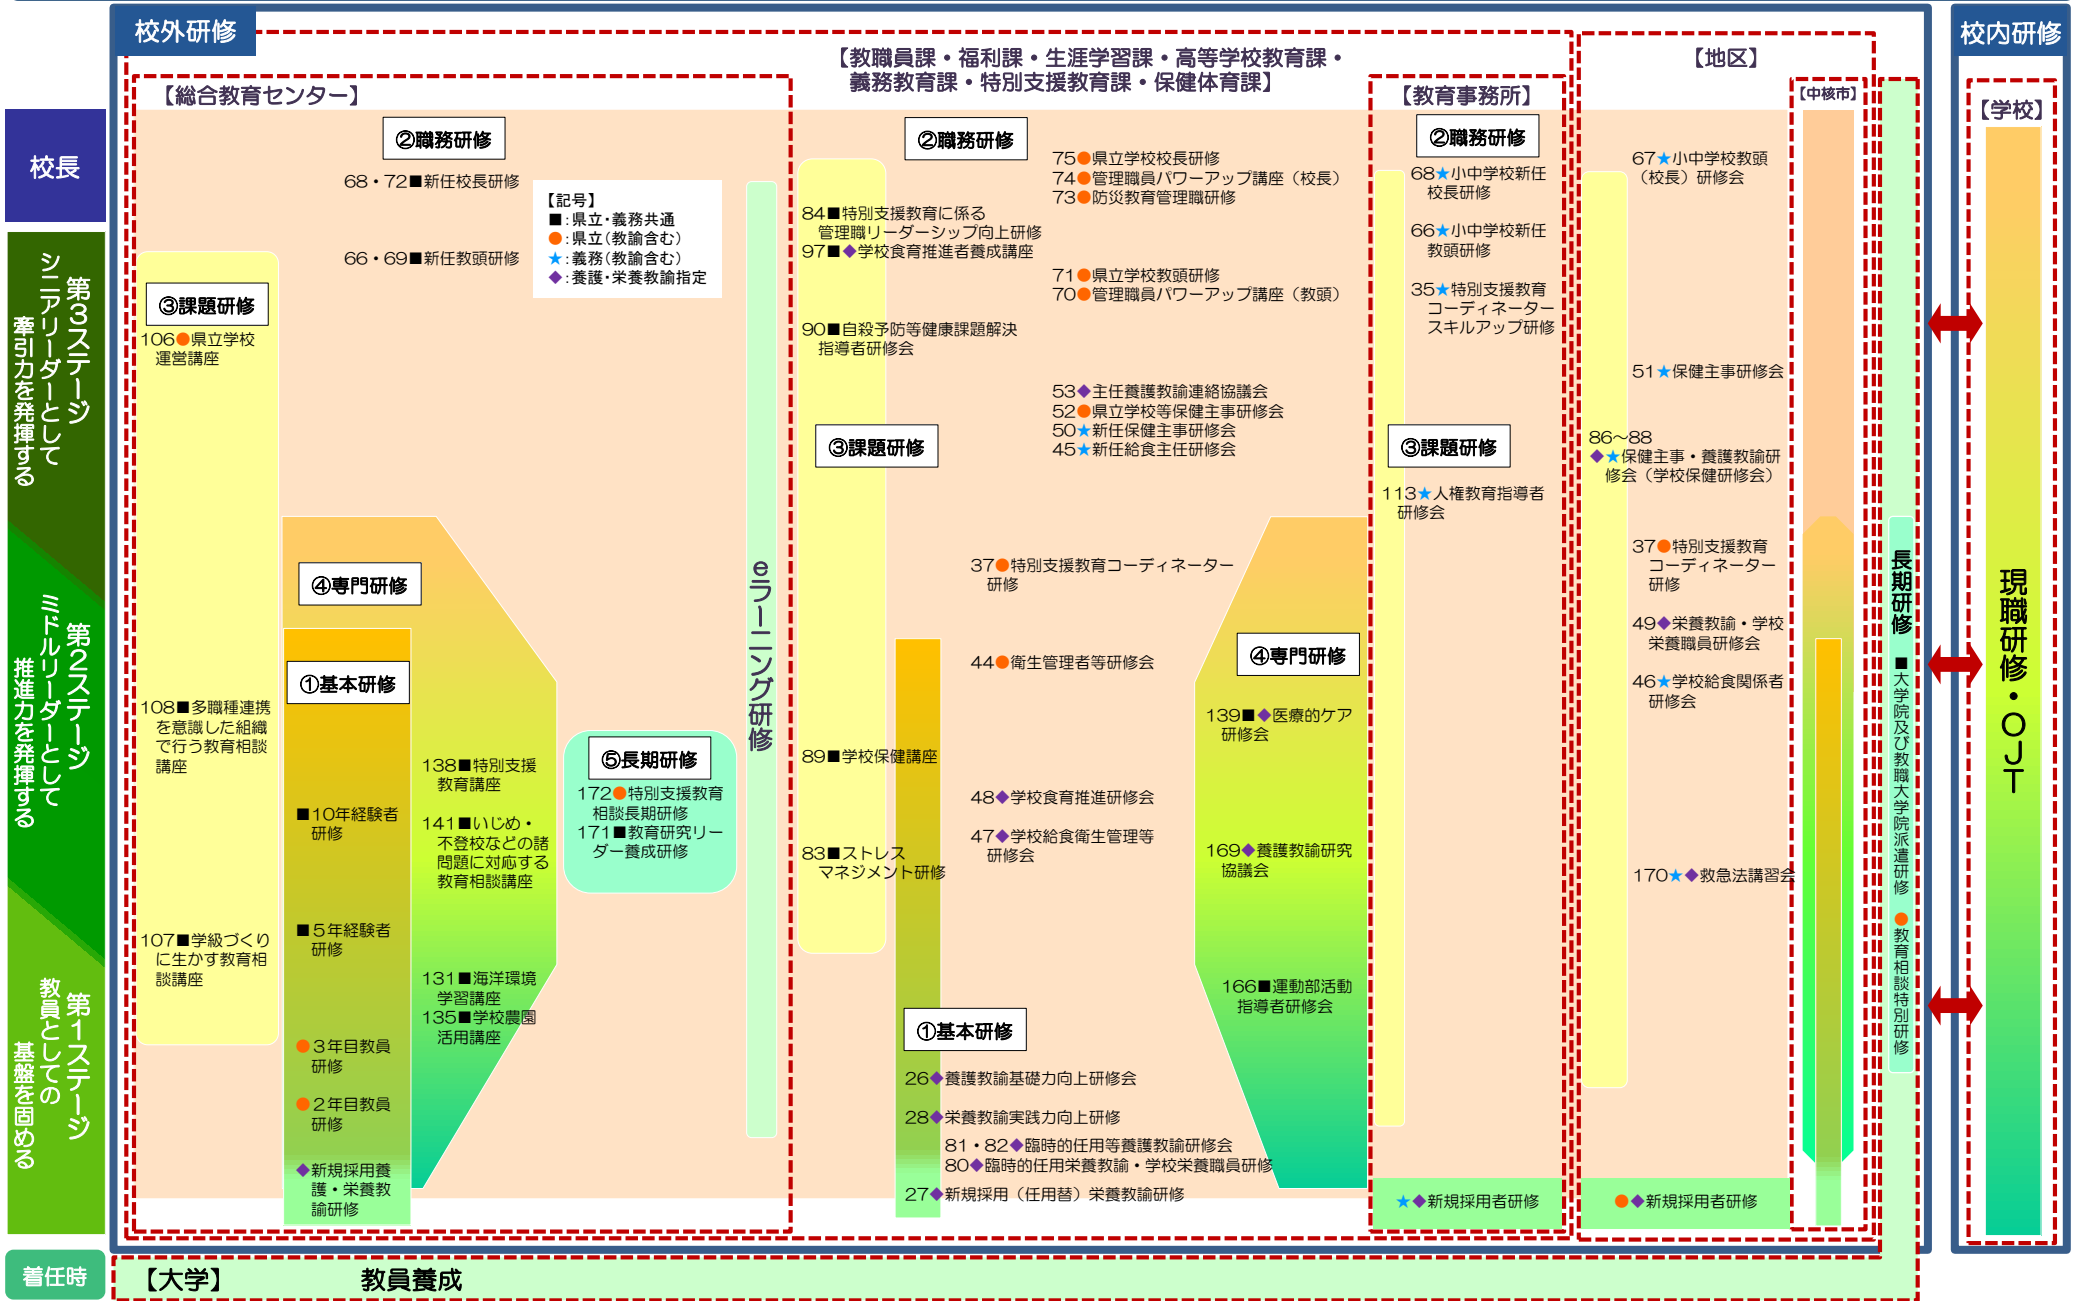 校外研修
校内研修
【教職員課・福利課・生涯学習課・高等学校教育課・
義務教育課・特別支援教育課・保健体育課】
【地区】
【総合教育センター】
【教育事務所】
【中核市】
【学校】
校長
第3ステージ
シニアリーダーとして
牽引力を発揮する
第2ステージ
ミドルリーダーとして
推進力を発揮する
第1ステージ
教員としての
基盤を固める
着任時
②職務研修
68・72■新任校長研修
66・69■新任教頭研修
【記号】
■：県立・義務共通
●：県立（教諭含む）
★：義務（教諭含む）
◆：養護・栄養教諭指定
③課題研修
106●県立学校
運営講座
108■多職種連携
を意識した組織
で行う教育相談
講座
107■学級づくり
に生かす教育相
談講座
④専門研修
①基本研修
■10年経験者
研修
■５年経験者
研修
●３年目教員
研修
●２年目教員
研修
◆新規採用養
護・栄養教
諭研修
138■特別支援
教育講座
141■いじめ・
不登校などの諸
問題に対応する
教育相談講座
131■海洋環境
学習講座
135■学校農園
活用講座
⑤長期研修
172●特別支援教育
相談長期研修
171■教育研究リー
ダー養成研修
eラーニング研修
②職務研修
75●県立学校校長研修
74●管理職員パワーアップ講座（校長）
73●防災教育管理職研修
84■特別支援教育に係る
管理職リーダーシップ向上研修
97■◆学校食育推進者養成講座
71●県立学校教頭研修
70●管理職員パワーアップ講座（教頭）
90■自殺予防等健康課題解決
指導者研修会
53◆主任養護教諭連絡協議会
52●県立学校等保健主事研修会
50★新任保健主事研修会
45★新任給食主任研修会
③課題研修
37●特別支援教育コーディネーター
研修
44●衛生管理者等研修会
89■学校保健講座
48◆学校食育推進研修会
47◆学校給食衛生管理等
研修会
83■ストレス
マネジメント研修
④専門研修
139■◆医療的ケア
研修会
169◆養護教諭研究
協議会
166■運動部活動
指導者研修会
①基本研修
26◆養護教諭基礎力向上研修会
28◆栄養教諭実践力向上研修
81・82◆臨時的任用等養護教諭研修会
80◆臨時的任用栄養教諭・学校栄養職員研修
27◆新規採用（任用替）栄養教諭研修
②職務研修
68★小中学校新任
校長研修
66★小中学校新任
教頭研修
35★特別支援教育
コーディネーター
スキルアップ研修
③課題研修
113★人権教育指導者
研修会
★◆新規採用者研修
67★小中学校教頭
（校長）研修会
51★保健主事研修会
86～88
◆★保健主事・養護教諭研
修会（学校保健研修会）
37●特別支援教育
コーディネーター
研修
49◆栄養教諭・学校
栄養職員研修会
46★学校給食関係者
研修会
170★◆救急法講習会
●◆新規採用者研修
長期研修 ■大学院及び教職大学院派遣研修 ●教育相談特別研修
現職研修・OJT
【大学】 教員養成